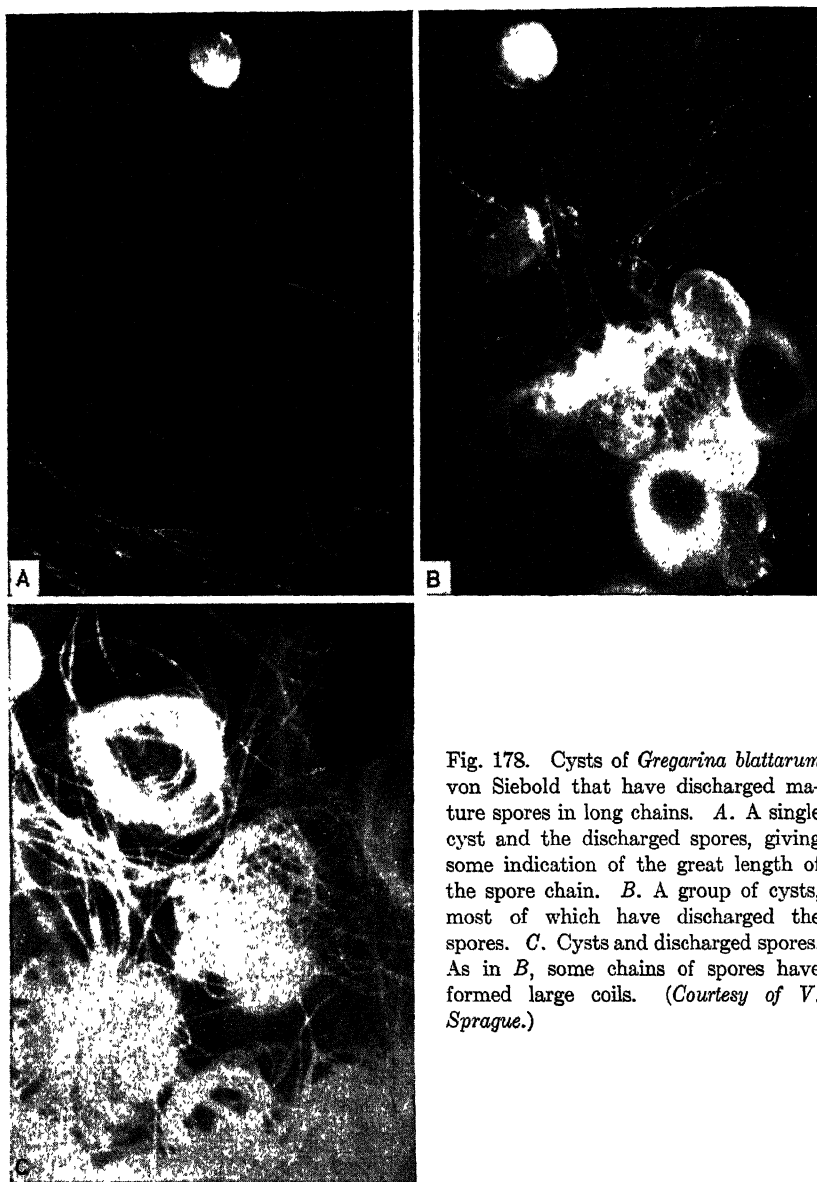 A
B
C
Fig. 178. Cysts of Gregarina blattarum
von Siebold that have discharged ma-
ture spores in long chains. A. A single
cyst and the discharged spores, giving
some indication of the great length of
the spore chain. B. A group of cysts,
most of which have discharged the
spores. C. Cysts and discharged spores.
As in B, some chains of spores have
formed large coils. (Courtesy of V.
Sprague.)